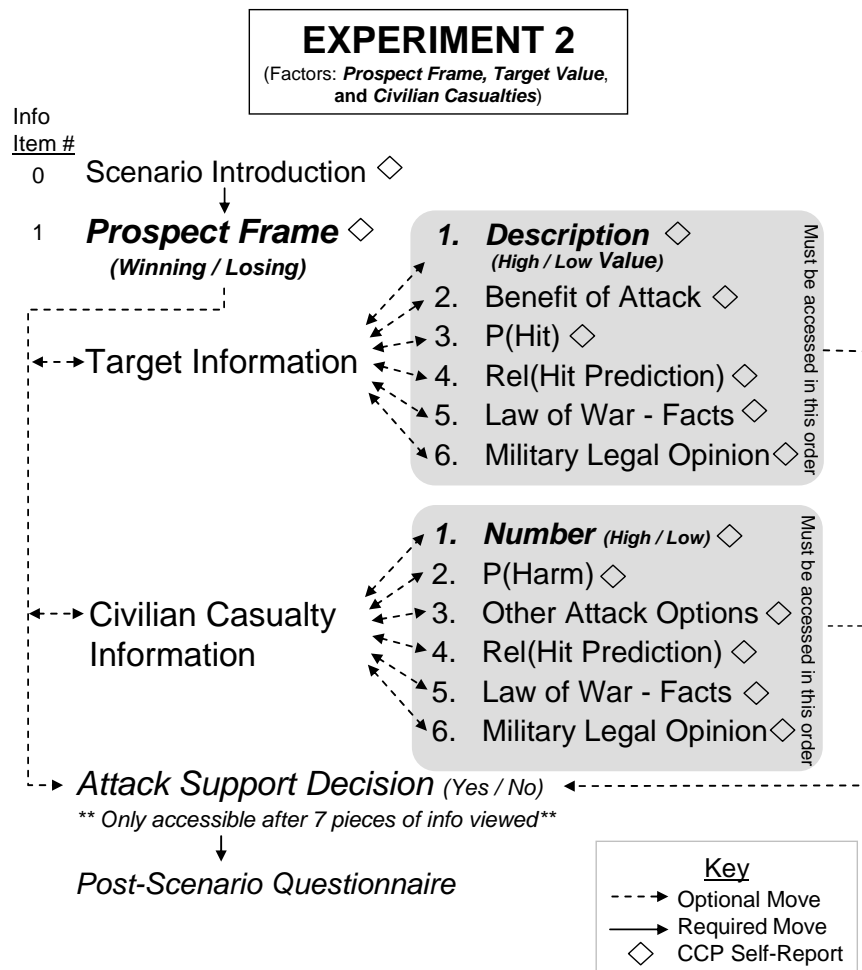 EXPERIMENT 2
(Factors: Prospect Frame, Target Value,
and Civilian Casualties)
Info
Item #
0 Scenario Introduction
1 Prospect Frame
(Winning / Losing)
Target Information
1. Description
(High / Low Value)
2. Benefit of Attack
3. P(Hit)
4. Rel(Hit Prediction)
5. Law of War - Facts
6. Military Legal Opinion
Must be accessed in this order
Civilian Casualty
Information
1. Number (High / Low)
2. P(Harm)
3. Other Attack Options
4. Rel(Hit Prediction)
5. Law of War - Facts
6. Military Legal Opinion
Must be accessed in this order
Attack Support Decision (Yes / No)
** Only accessible after 7 pieces of info viewed**
Post-Scenario Questionnaire
Key
Optional Move
Required Move
CCP Self-Report